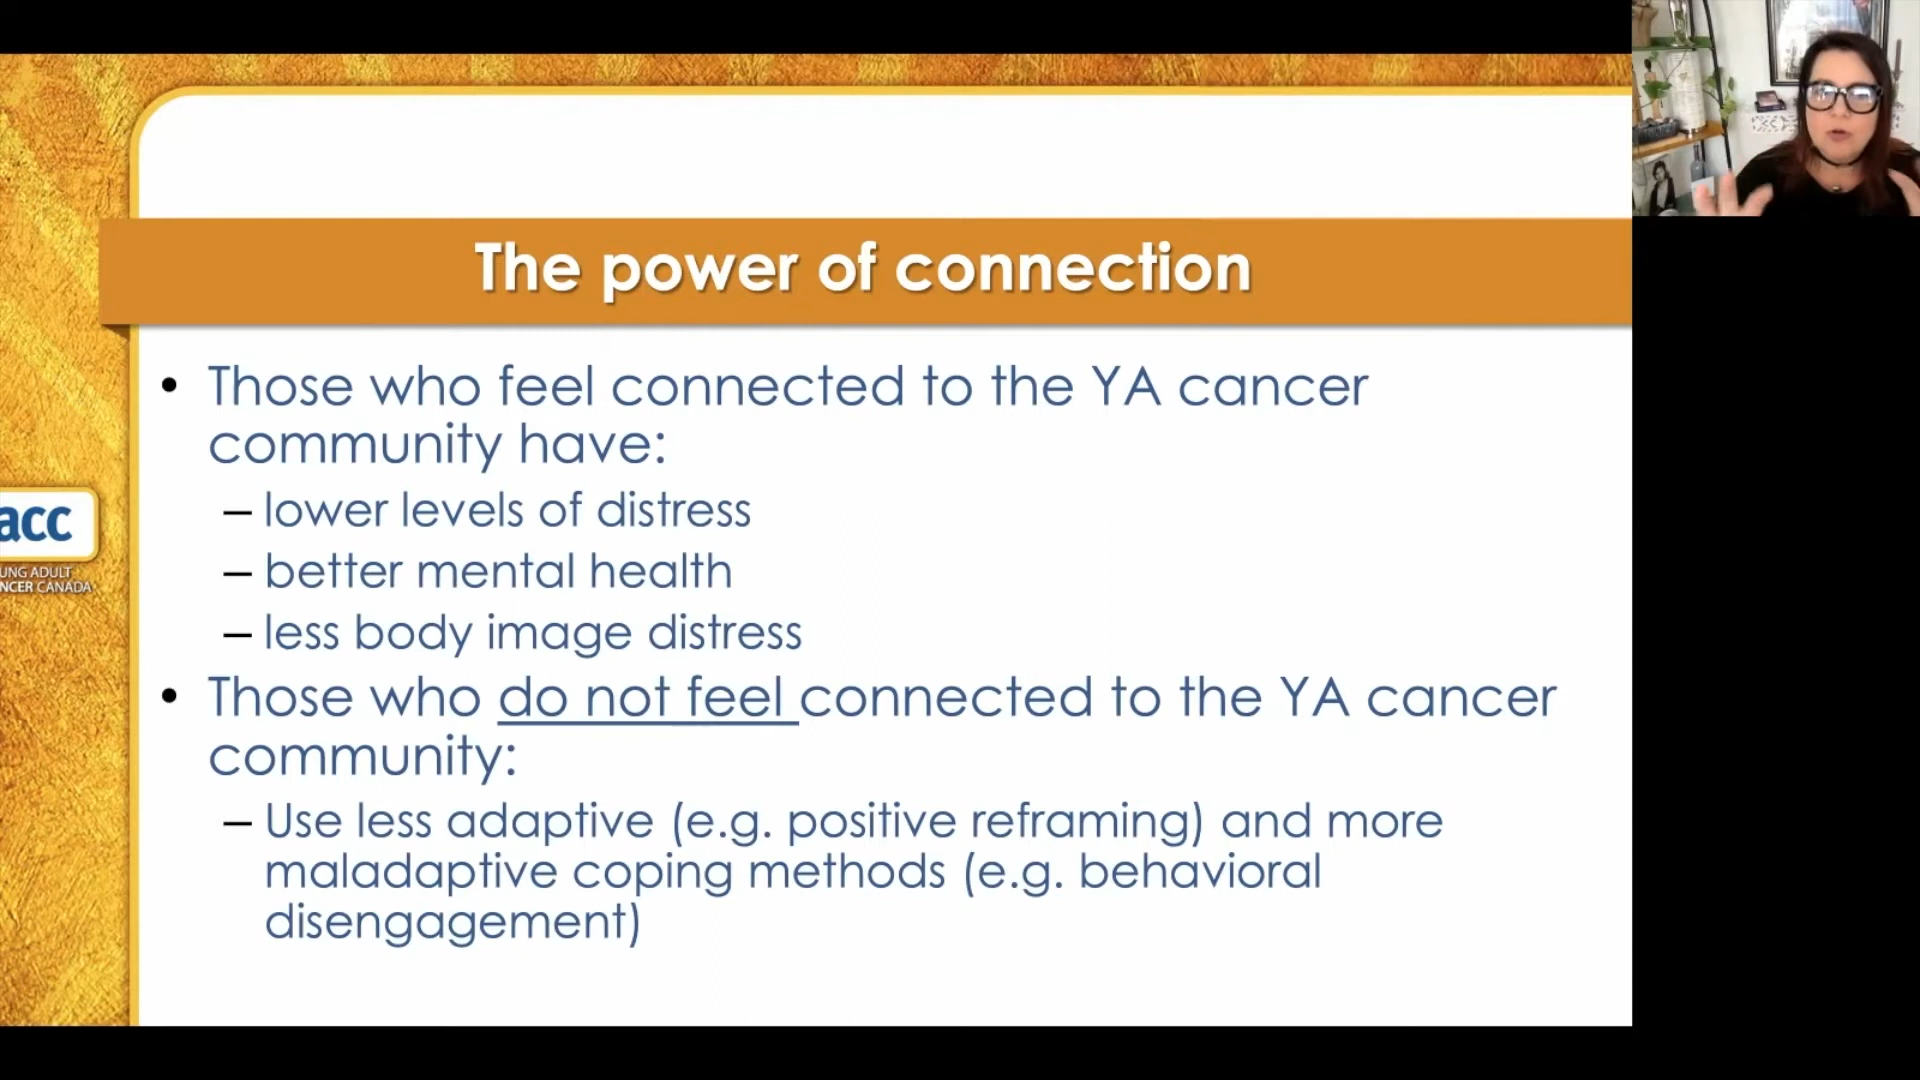 The power of connection
• Those who feel connected to the YA cancer
community have:
– lower levels of distress
– better mental health
– less body image distress
• Those who do not feel connected to the YA cancer
community:
– Use less adaptive (e.g. positive reframing) and more
maladaptive coping methods (e.g. behavioral
disengagement)
acc
UNG ADULT
NCER CANADA